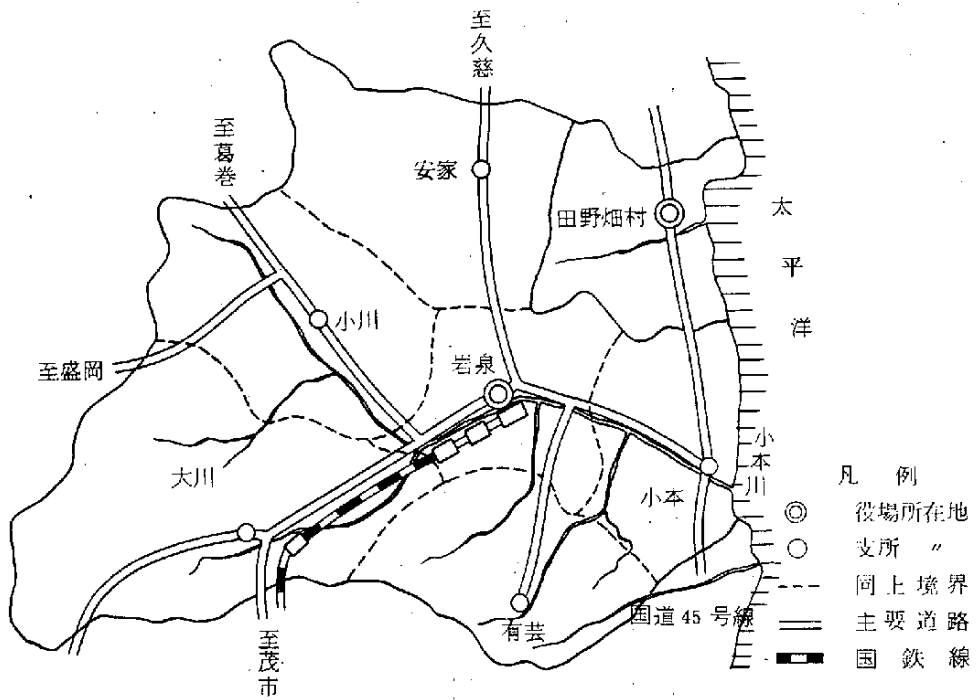 至久慈
至葛巻
安家
田野畑村
太平洋
小川
至盛岡
岩泉
大川
小本川
小本
有芸
国道45号線
至茂市
凡例
役場所在地
支所 〃
同上境界
主要道路
国鉄線